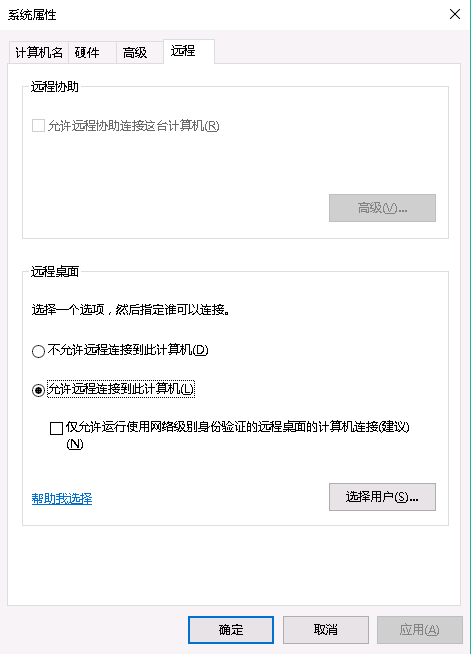 系统属性
计算机名 硬件 高级 远程
远程协助
允许远程协助连接这台计算机(R)
高级(V)...
远程桌面
选择一个选项，然后指定谁可以连接。
不允许远程连接到此计算机(D)
允许远程连接到此计算机(L)
仅允许运行使用网络级别身份验证的远程桌面的计算机连接(建议)
(N)
帮助我选择 选择用户(S)...
确定 取消 应用(A)